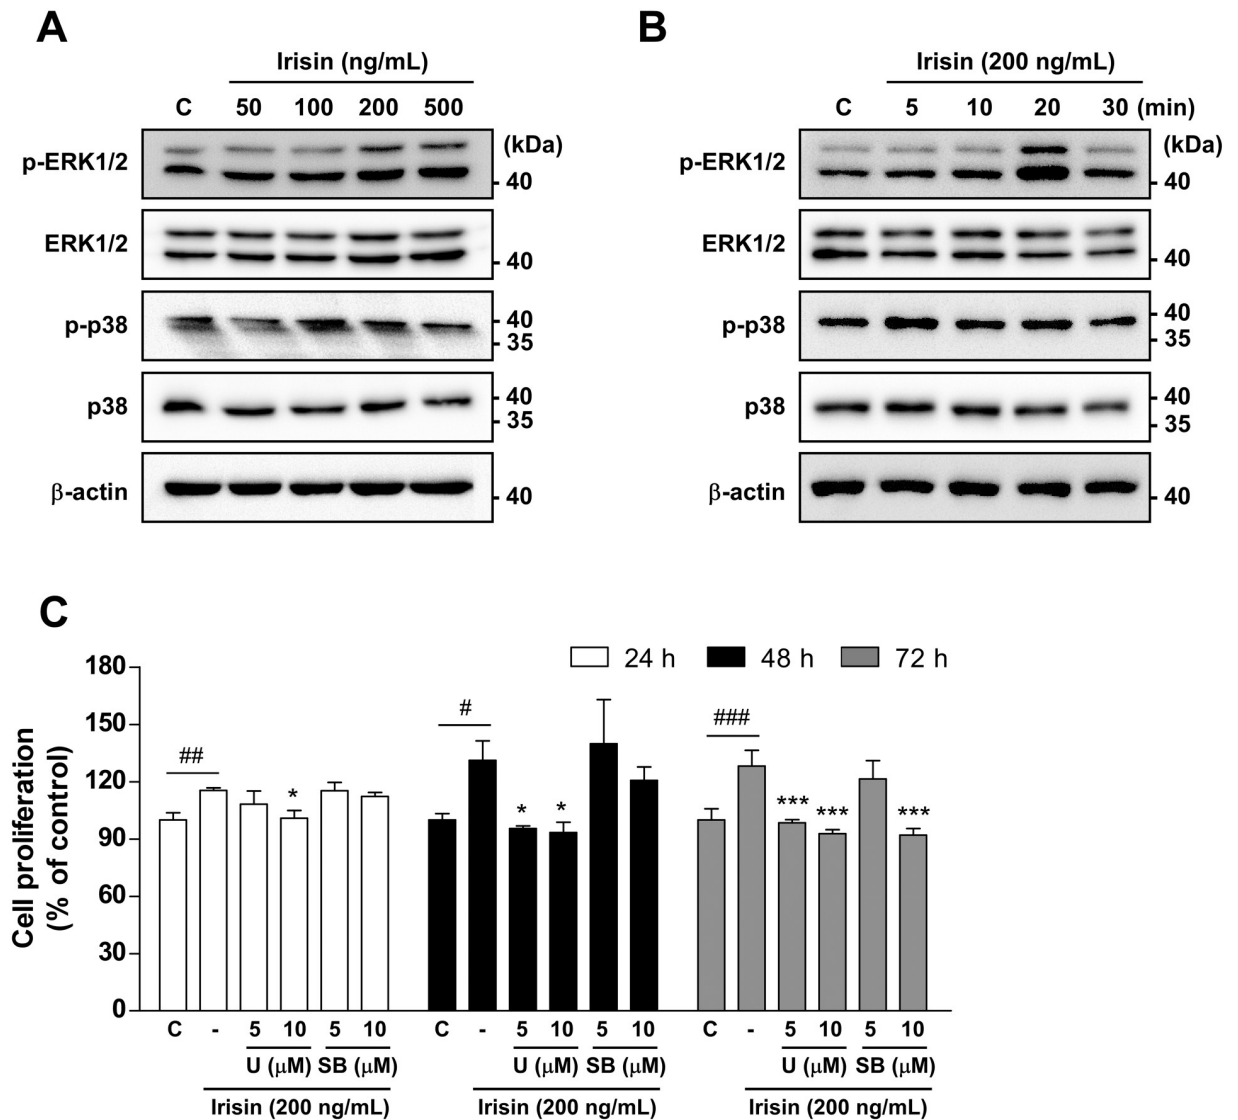 A
Irisin (ng/mL)
C 50 100 200 500
(kDa)
p-ERK1/2
40
ERK1/2
40
p-p38
40
35
p38
40
35
β-actin
40
B
Irisin (200 ng/mL)
C 5 10 20 30 (min)
(kDa)
p-ERK1/2
40
ERK1/2
40
p-p38
40
35
p38
40
35
β-actin
40
C
24 h 48 h 72 h
Cell proliferation
(% of control)
180
150
120
90
60
30
0
## *
# * *
### *** *** ***
C - 5 10 5 10 C - 5 10 5 10 C - 5 10 5 10
U (μM) SB (μM) U (μM) SB (μM) U (μM) SB (μM)
Irisin (200 ng/mL) Irisin (200 ng/mL) Irisin (200 ng/mL)